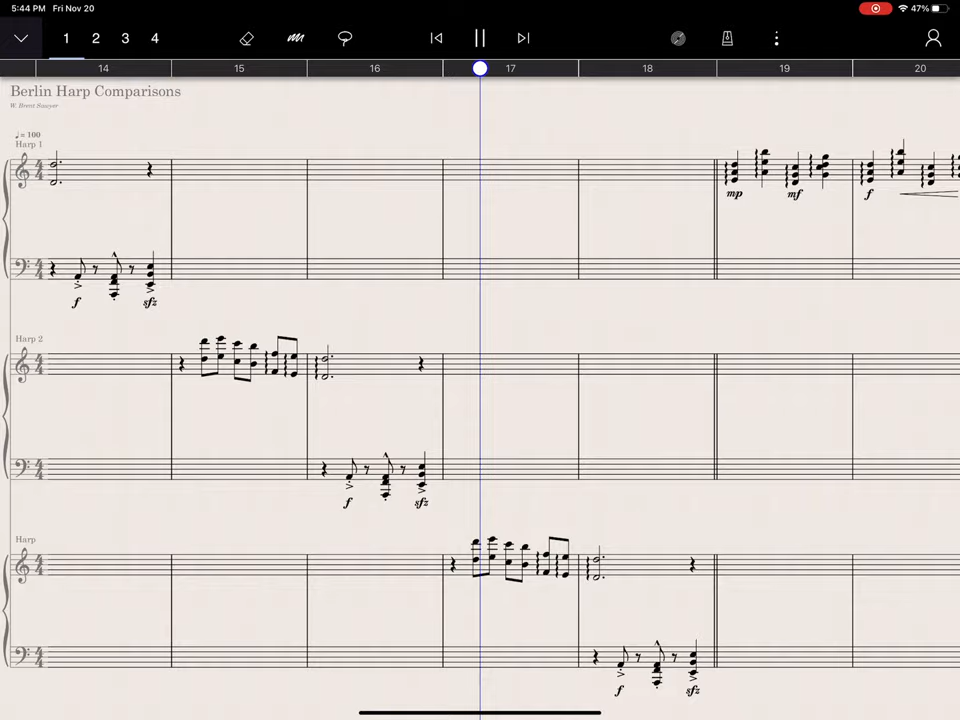 5:44 PM Fri Nov 20 47%
1 2 3 4
14 15 16 17 18 19 20
Berlin Harp Comparisons
W. Brent Sawyer
♩ = 100
Harp 1
mp mf f
f sfz
Harp 2
f sfz
Harp
f sfz